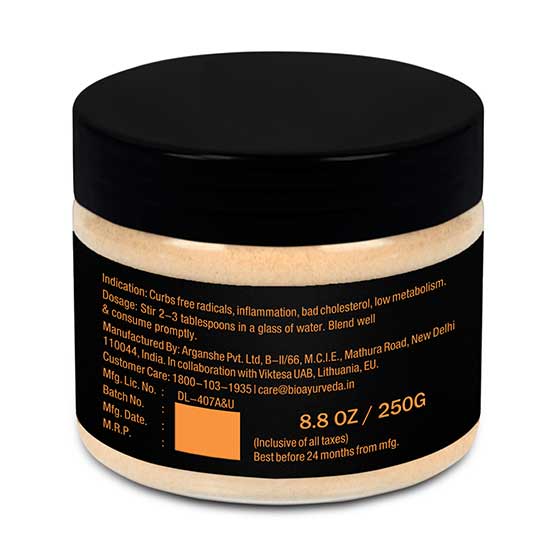 Indication: Curbs free radicals, inflammation, bad cholesterol, low metabolism.
Dosage: Stir 2–3 tablespoons in a glass of water. Blend well
& consume promptly.
Manufactured By: Arganshe Pvt. Ltd, B–II/66, M.C.I.E., Mathura Road, New Delhi
110044, India. In collaboration with Viktesa UAB, Lithuania, EU.
Customer Care: 1800–103–1935 | care@bioayurveda.in
Mfg. Lic. No. : DL–407A&U
Batch No. :
Mfg. Date. :
M.R.P. :
8.8 OZ / 250G
(Inclusive of all taxes)
Best before 24 months from mfg.